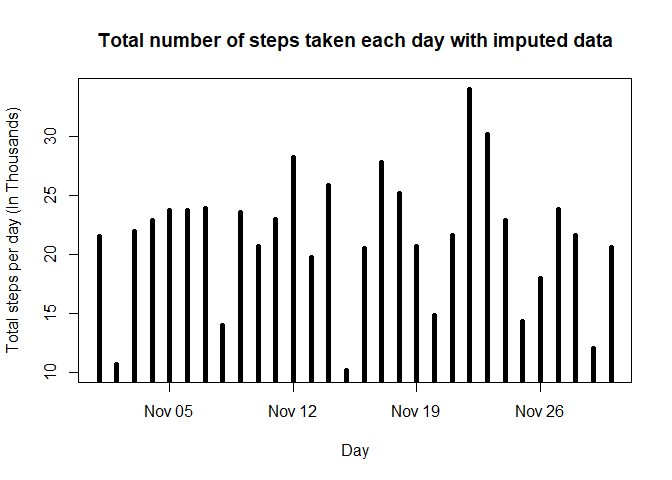 Total number of steps taken each day with imputed data
Total steps per day (In Thousands)
30
25
20
15
10
Nov 05 Nov 12 Nov 19 Nov 26
Day